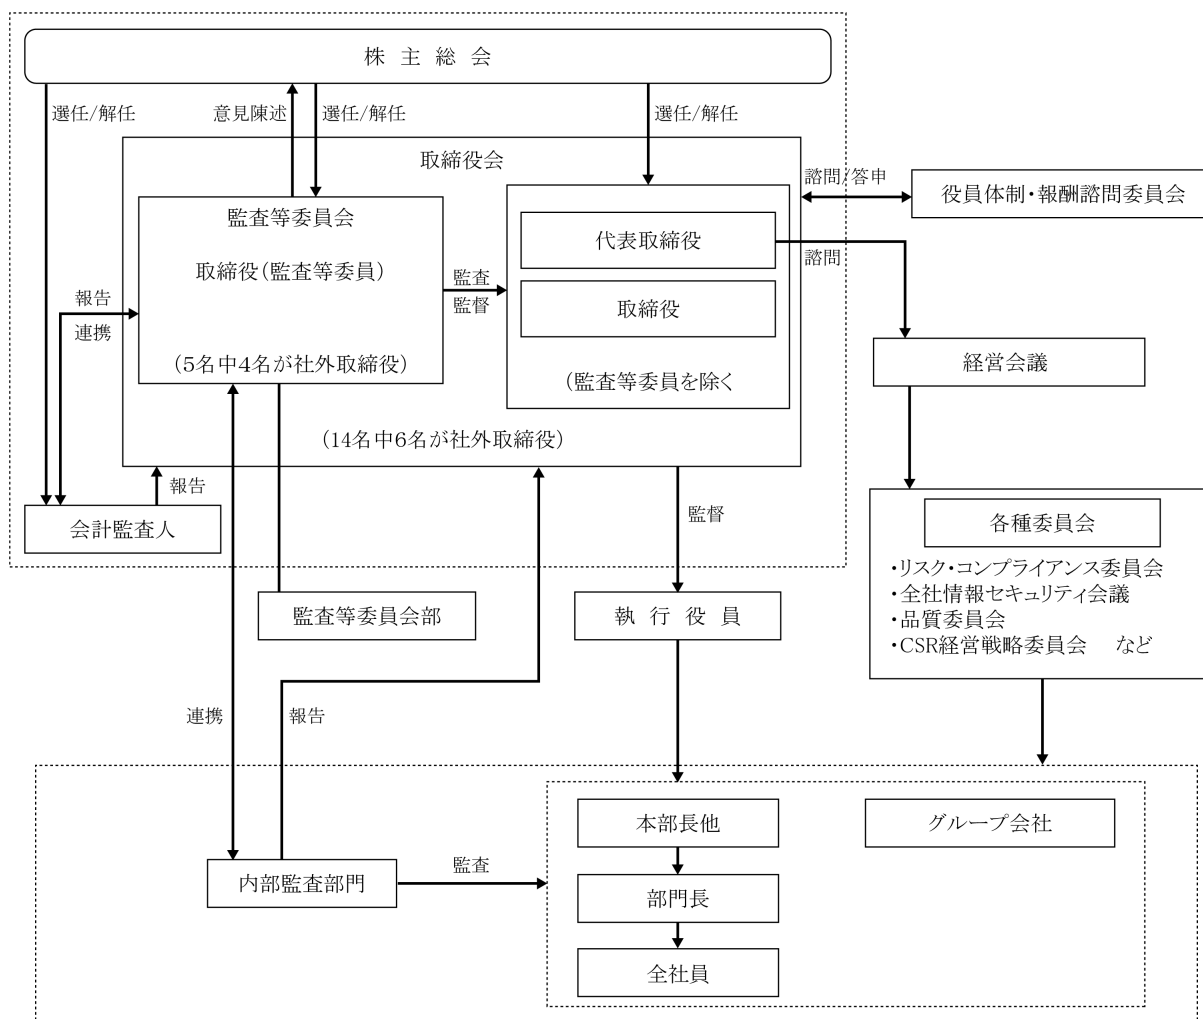 株主総会
選任/解任
意見陳述
選任/解任
選任/解任
取締役会
諮問/答申
役員体制・報酬諮問委員会
監査等委員会
取締役（監査等委員）
代表取締役
諮問
監査
監督
取締役
報告
連携
（5名中4名が社外取締役）
（監査等委員を除く
経営会議
（14名中6名が社外取締役）
報告
監督
会計監査人
各種委員会
・リスク・コンプライアンス委員会
・全社情報セキュリティ会議
・品質委員会
・CSR経営戦略委員会　など
監査等委員会部
執行役員
連携
報告
本部長他
グループ会社
監査
内部監査部門
部門長
全社員